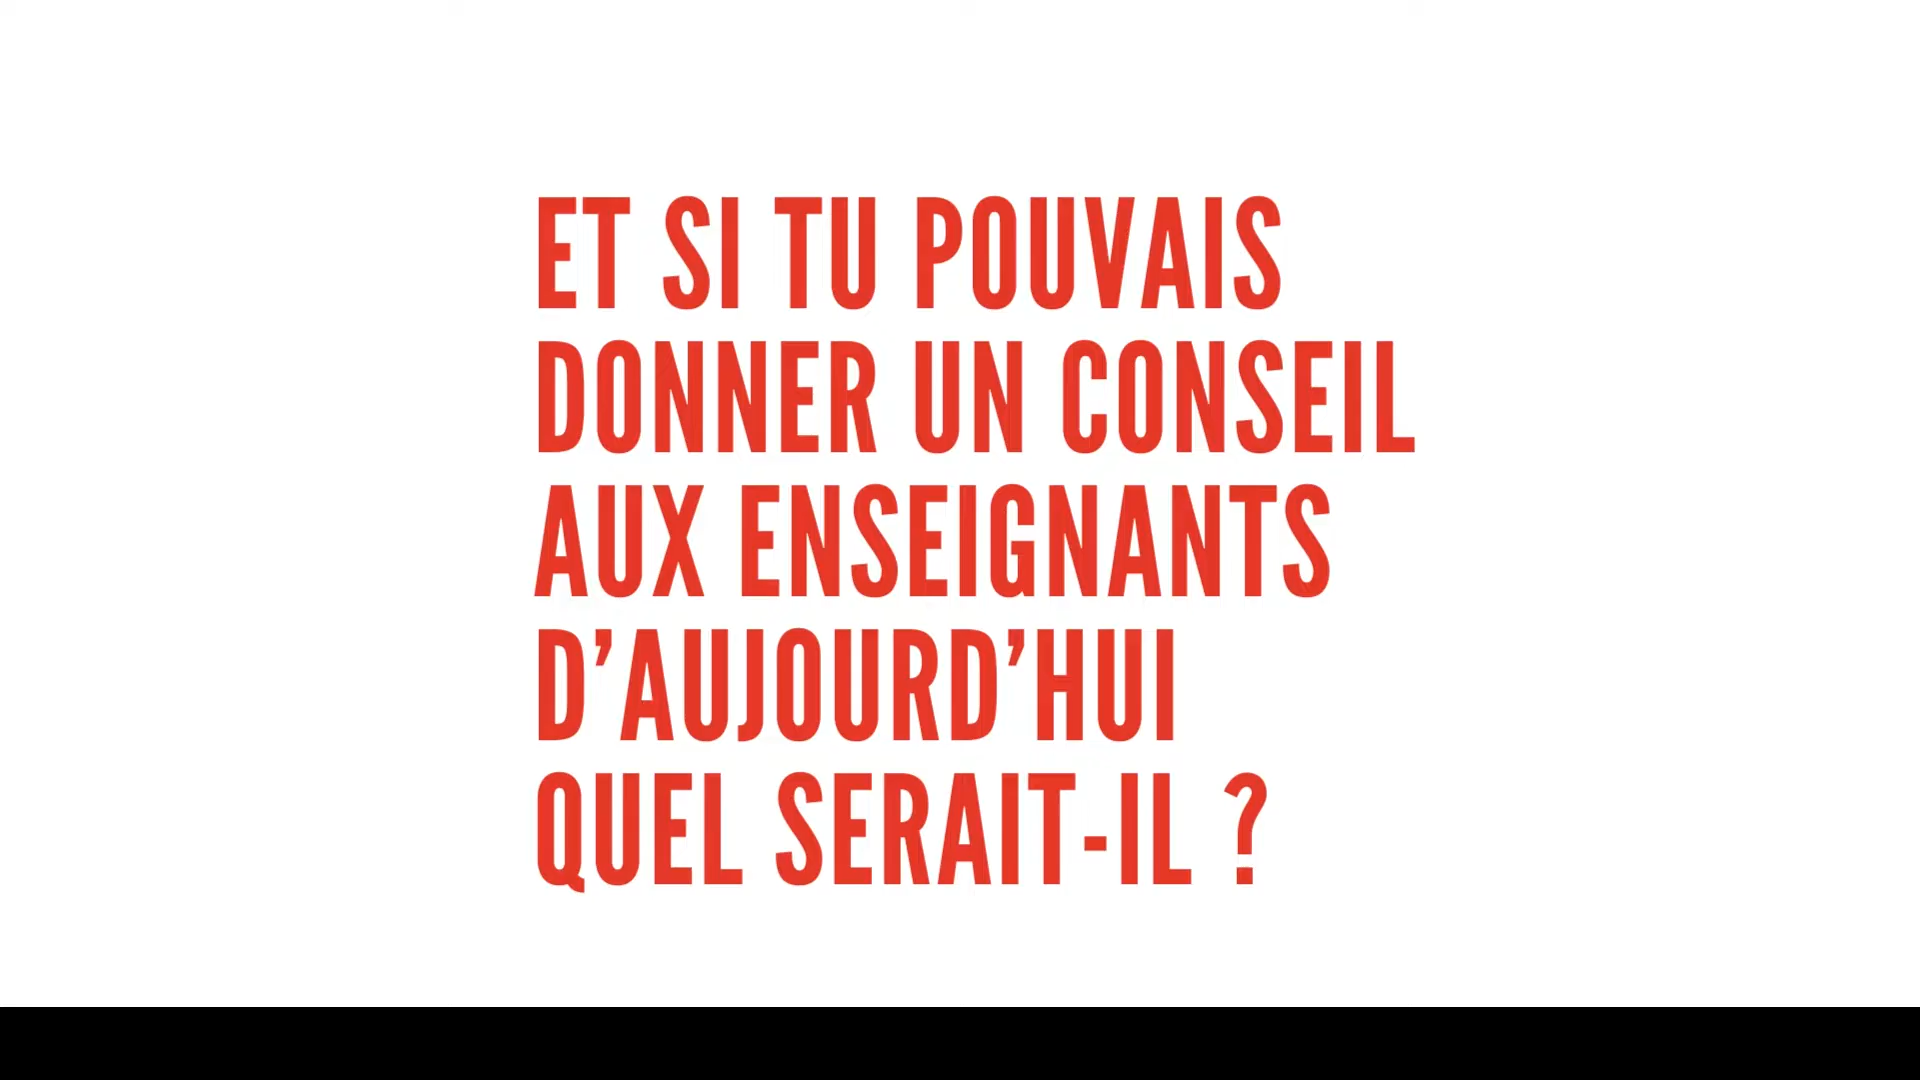 ET SI TU POUVAIS
DONNER UN CONSEIL
AUX ENSEIGNANTS
D’AUJOURD’HUI
QUEL SERAIT-IL ?